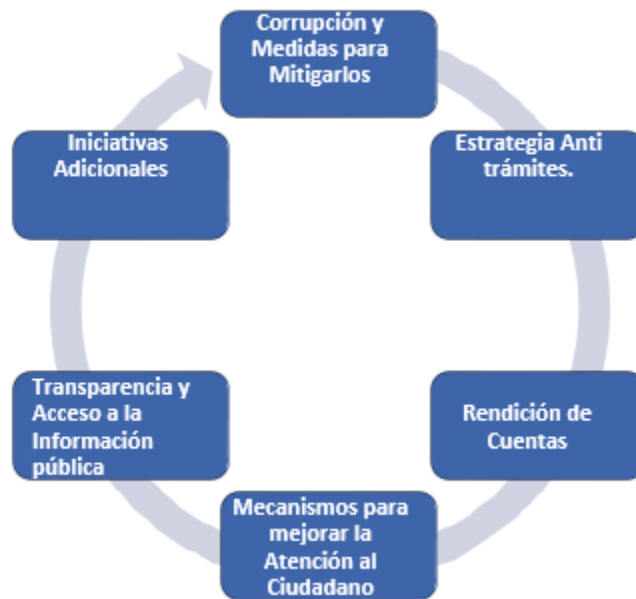 Corrupción y
Medidas para
Mitigarlos
Estrategia Anti
trámites.
Rendición de
Cuentas
Mecanismos para
mejorar la
Atención al
Ciudadano
Transparencia y
Acceso a la
Información
pública
Iniciativas
Adicionales